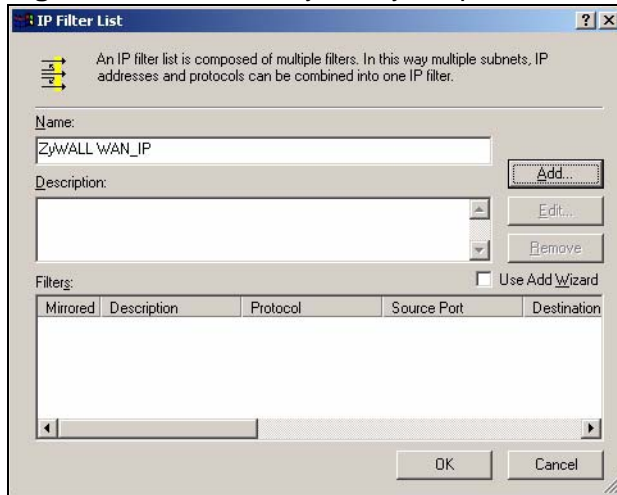 IP Filter List
An IP filter list is composed of multiple filters. In this way multiple subnets, IP
addresses and protocols can be combined into one IP filter.
Name:
ZyWALL WAN_IP
Add...
Description:
Edit...
Remove
Filters:
Use Add Wizard
Mirrored Description Protocol Source Port Destination
OK Cancel